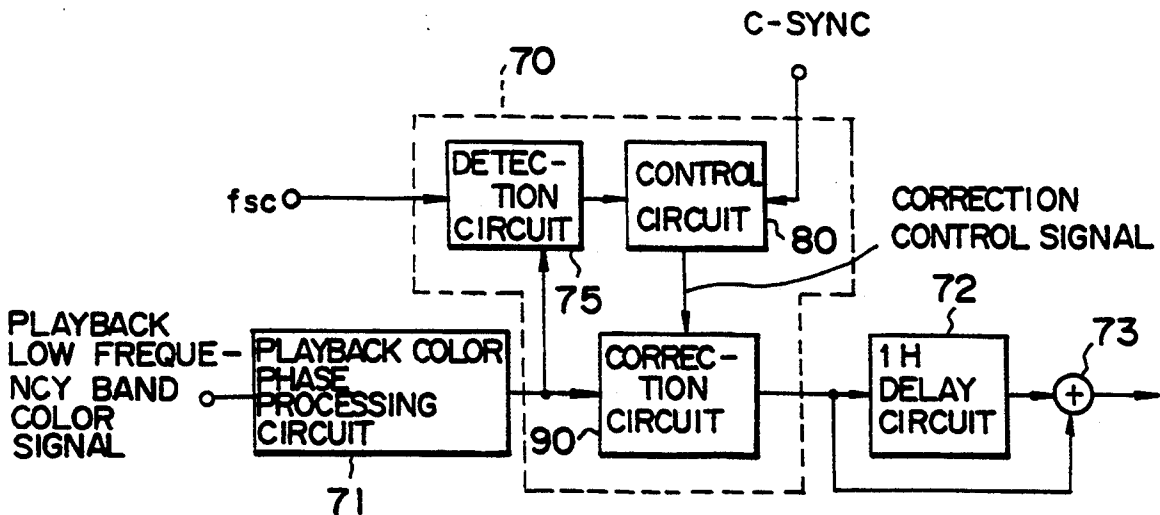 C-SYNC
70
DETEC-
TION
CIRCUIT
CONTROL
CIRCUIT
fsc
80
CORRECTION
CONTROL SIGNAL
75
72
73
PLAYBACK
LOW FREQUE-
NCY BAND
COLOR
SIGNAL
PLAYBACK COLOR
PHASE
PROCESSING
CIRCUIT
CORREC-
TION
CIRCUIT
90
1H
DELAY
CIRCUIT
+
71